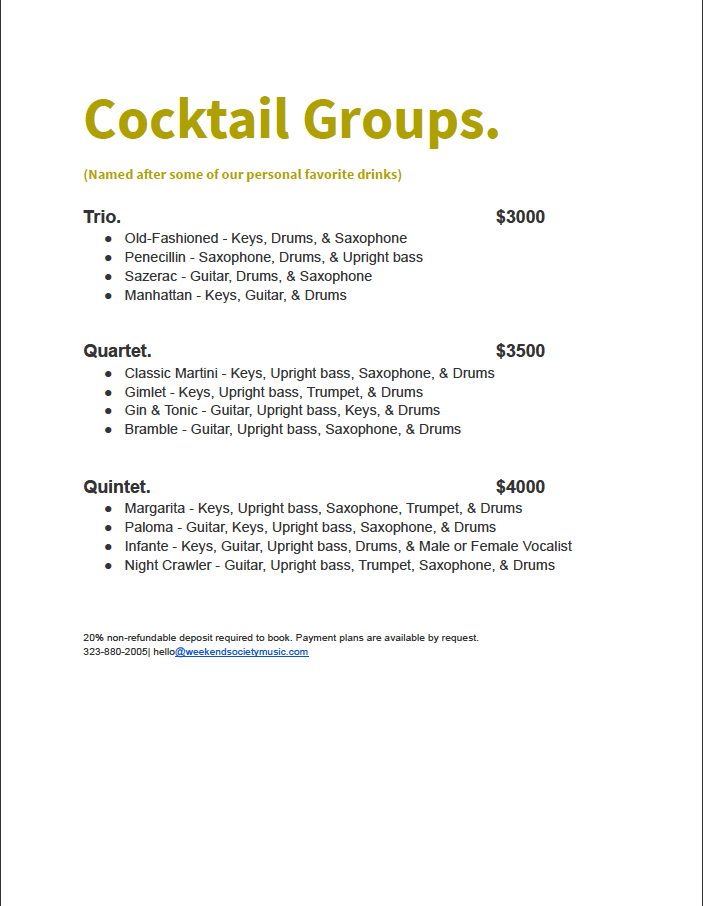 Cocktail Groups.
(Named after some of our personal favorite drinks)
Trio. $3000
● Old-Fashioned - Keys, Drums, & Saxophone
● Penecillin - Saxophone, Drums, & Upright bass
● Sazerac - Guitar, Drums, & Saxophone
● Manhattan - Keys, Guitar, & Drums
Quartet. $3500
● Classic Martini - Keys, Upright bass, Saxophone, & Drums
● Gimlet - Keys, Upright bass, Trumpet, & Drums
● Gin & Tonic - Guitar, Upright bass, Keys, & Drums
● Bramble - Guitar, Upright bass, Saxophone, & Drums
Quintet. $4000
● Margarita - Keys, Upright bass, Saxophone, Trumpet, & Drums
● Paloma - Guitar, Keys, Upright bass, Saxophone, & Drums
● Infante - Keys, Guitar, Upright bass, Drums, & Male or Female Vocalist
● Night Crawler - Guitar, Upright bass, Trumpet, Saxophone, & Drums
20% non-refundable deposit required to book. Payment plans are available by request.
323-880-2005| hello@weekendsocietymusic.com